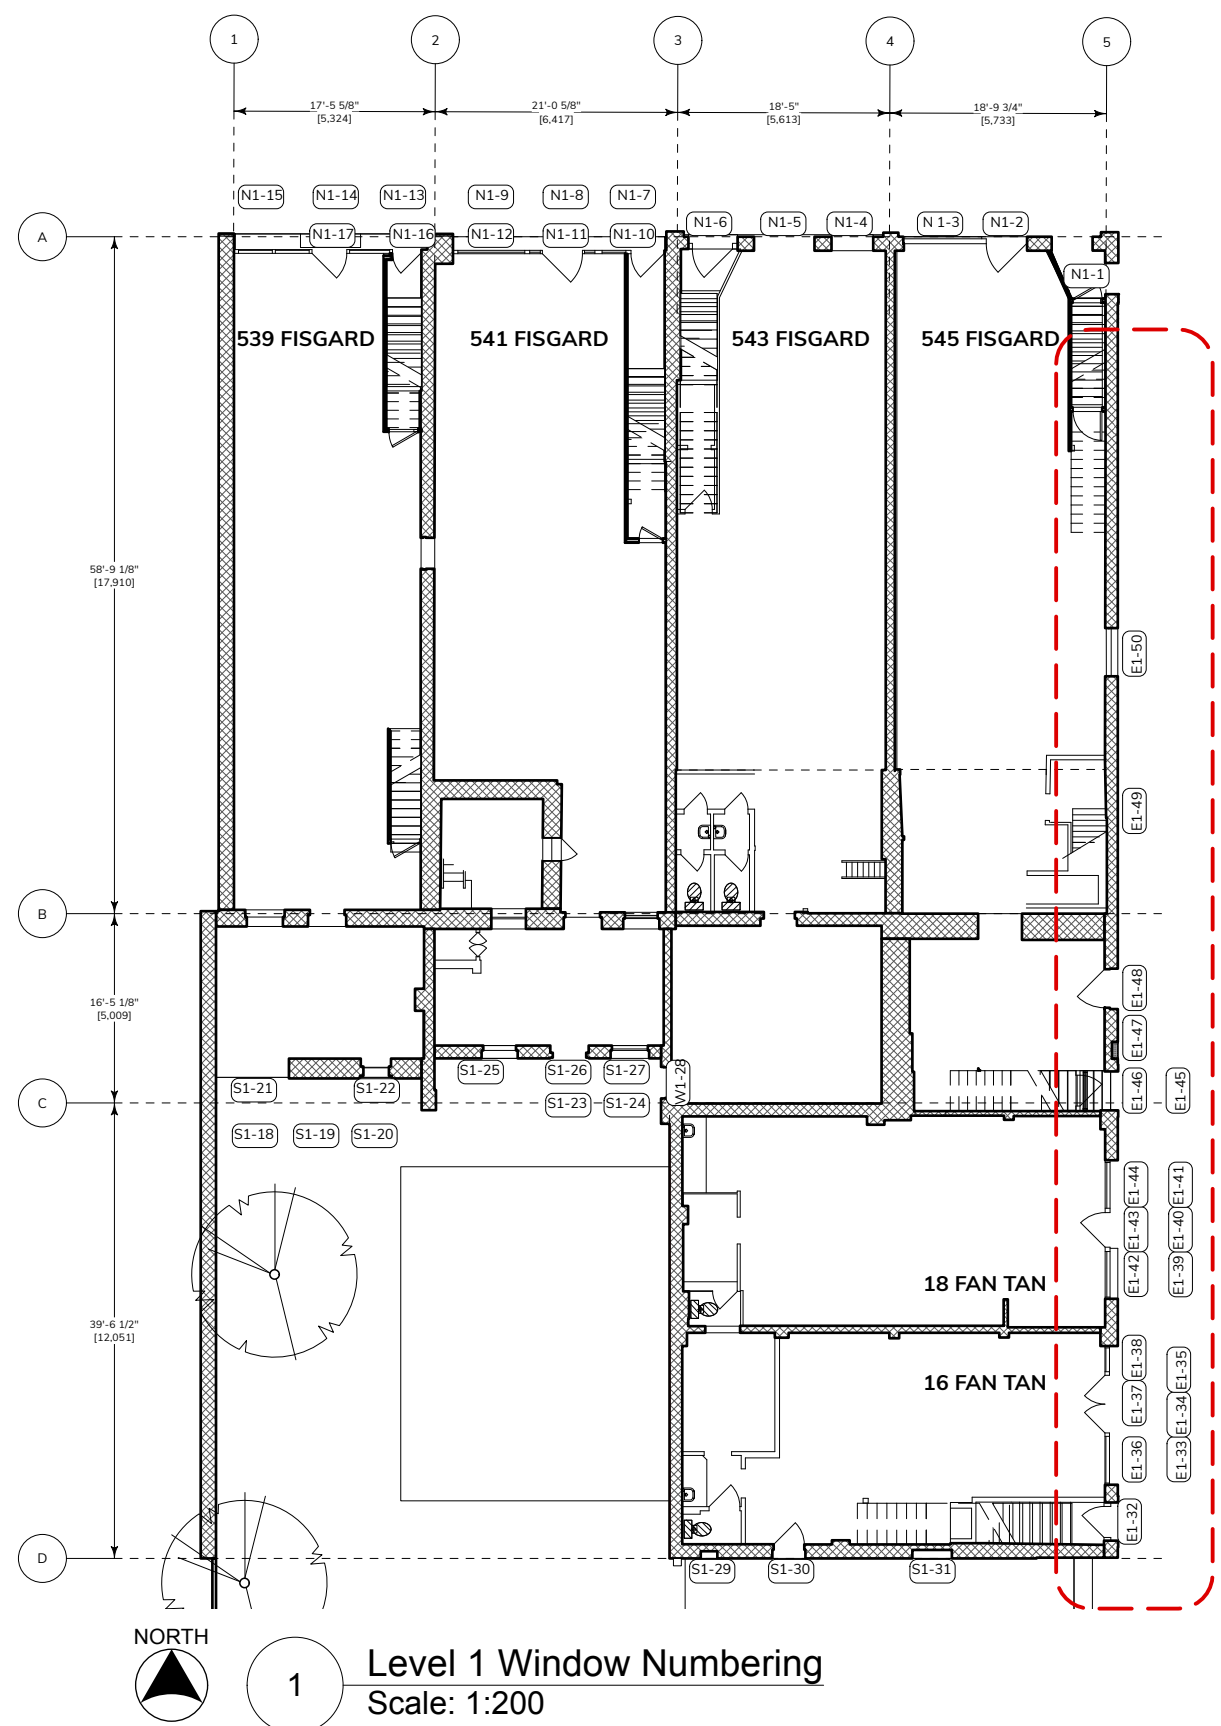 1
2
3
4
5
17'-5 5/8"
[5,324]
21'-0 5/8"
[6,417]
18'-5"
[5,613]
18'-9 3/4"
[5,733]
N1-15
N1-14
N1-13
N1-9
N1-8
N1-7
N1-6
N1-5
N1-4
N 1-3
N1-2
A
N1-17
N1-16
N1-12
N1-11
N1-10
N1-1
539 FISGARD
541 FISGARD
543 FISGARD
545 FISGARD
58'-9 1/8"
[17,910]
E1-50
E1-49
B
16'-5 1/8"
[5,009]
E1-48
E1-47
S1-21
S1-22
S1-25
S1-26
S1-27
W1-28
E1-46
E1-45
C
S1-23
S1-24
S1-18
S1-19
S1-20
E1-44
E1-41
E1-43
E1-40
E1-42
E1-39
18 FAN TAN
39'-6 1/2"
[12,051]
E1-38
E1-35
16 FAN TAN
E1-37
E1-34
E1-36
E1-33
E1-32
D
S1-29
S1-30
S1-31
NORTH
1
Level 1 Window Numbering
Scale: 1:200